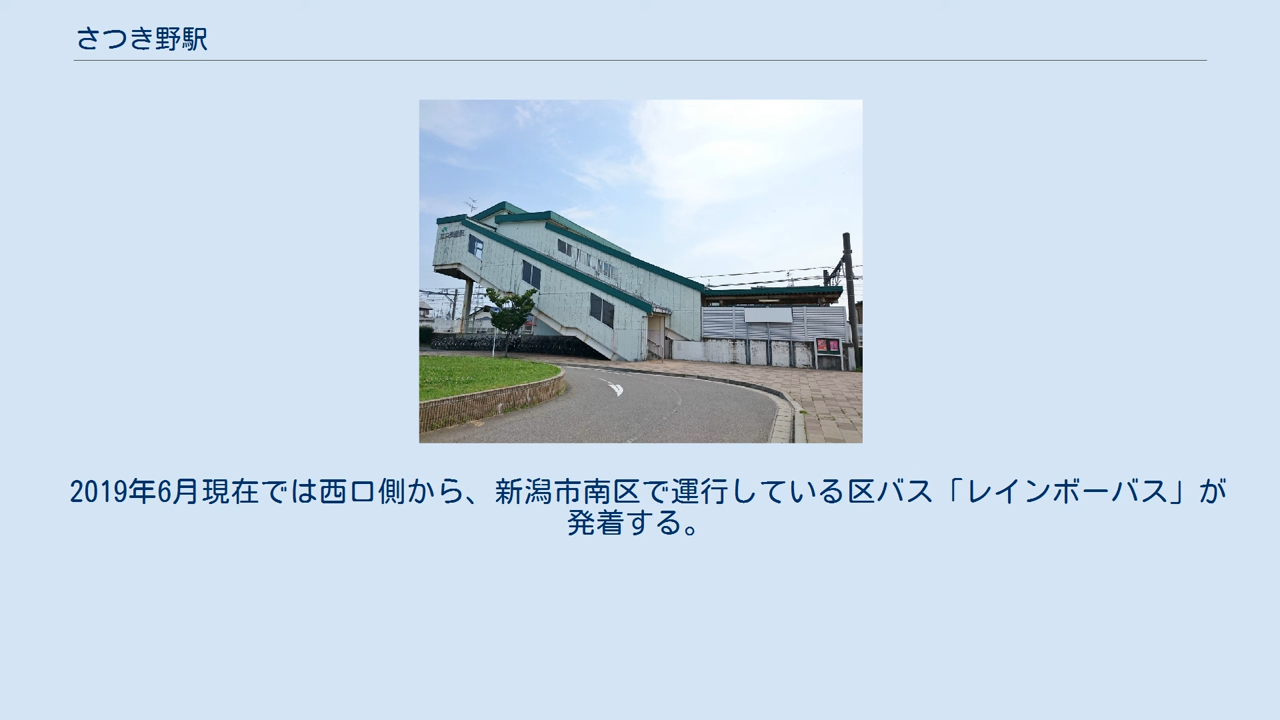 さつき野駅
2019年6月現在では西口側から、新潟市南区で運行している区バス「レインボーバス」が
発着する。